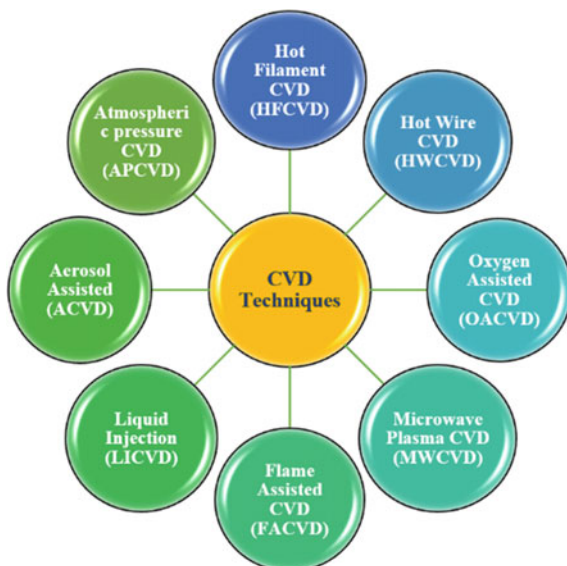 Hot
Filament
CVD
(HFCVD)
Hot Wire
CVD
(HWCVD)
Oxygen
Assisted
CVD
(OACVD)
Microwave
Plasma CVD
(MWCVD)
Flame
Assisted
CVD
(FACVD)
Liquid
Injection
(LICVD)
Aerosol
Assisted
(ACVD)
Atmospheri
c pressure
CVD
(APCVD)
CVD
Techniques